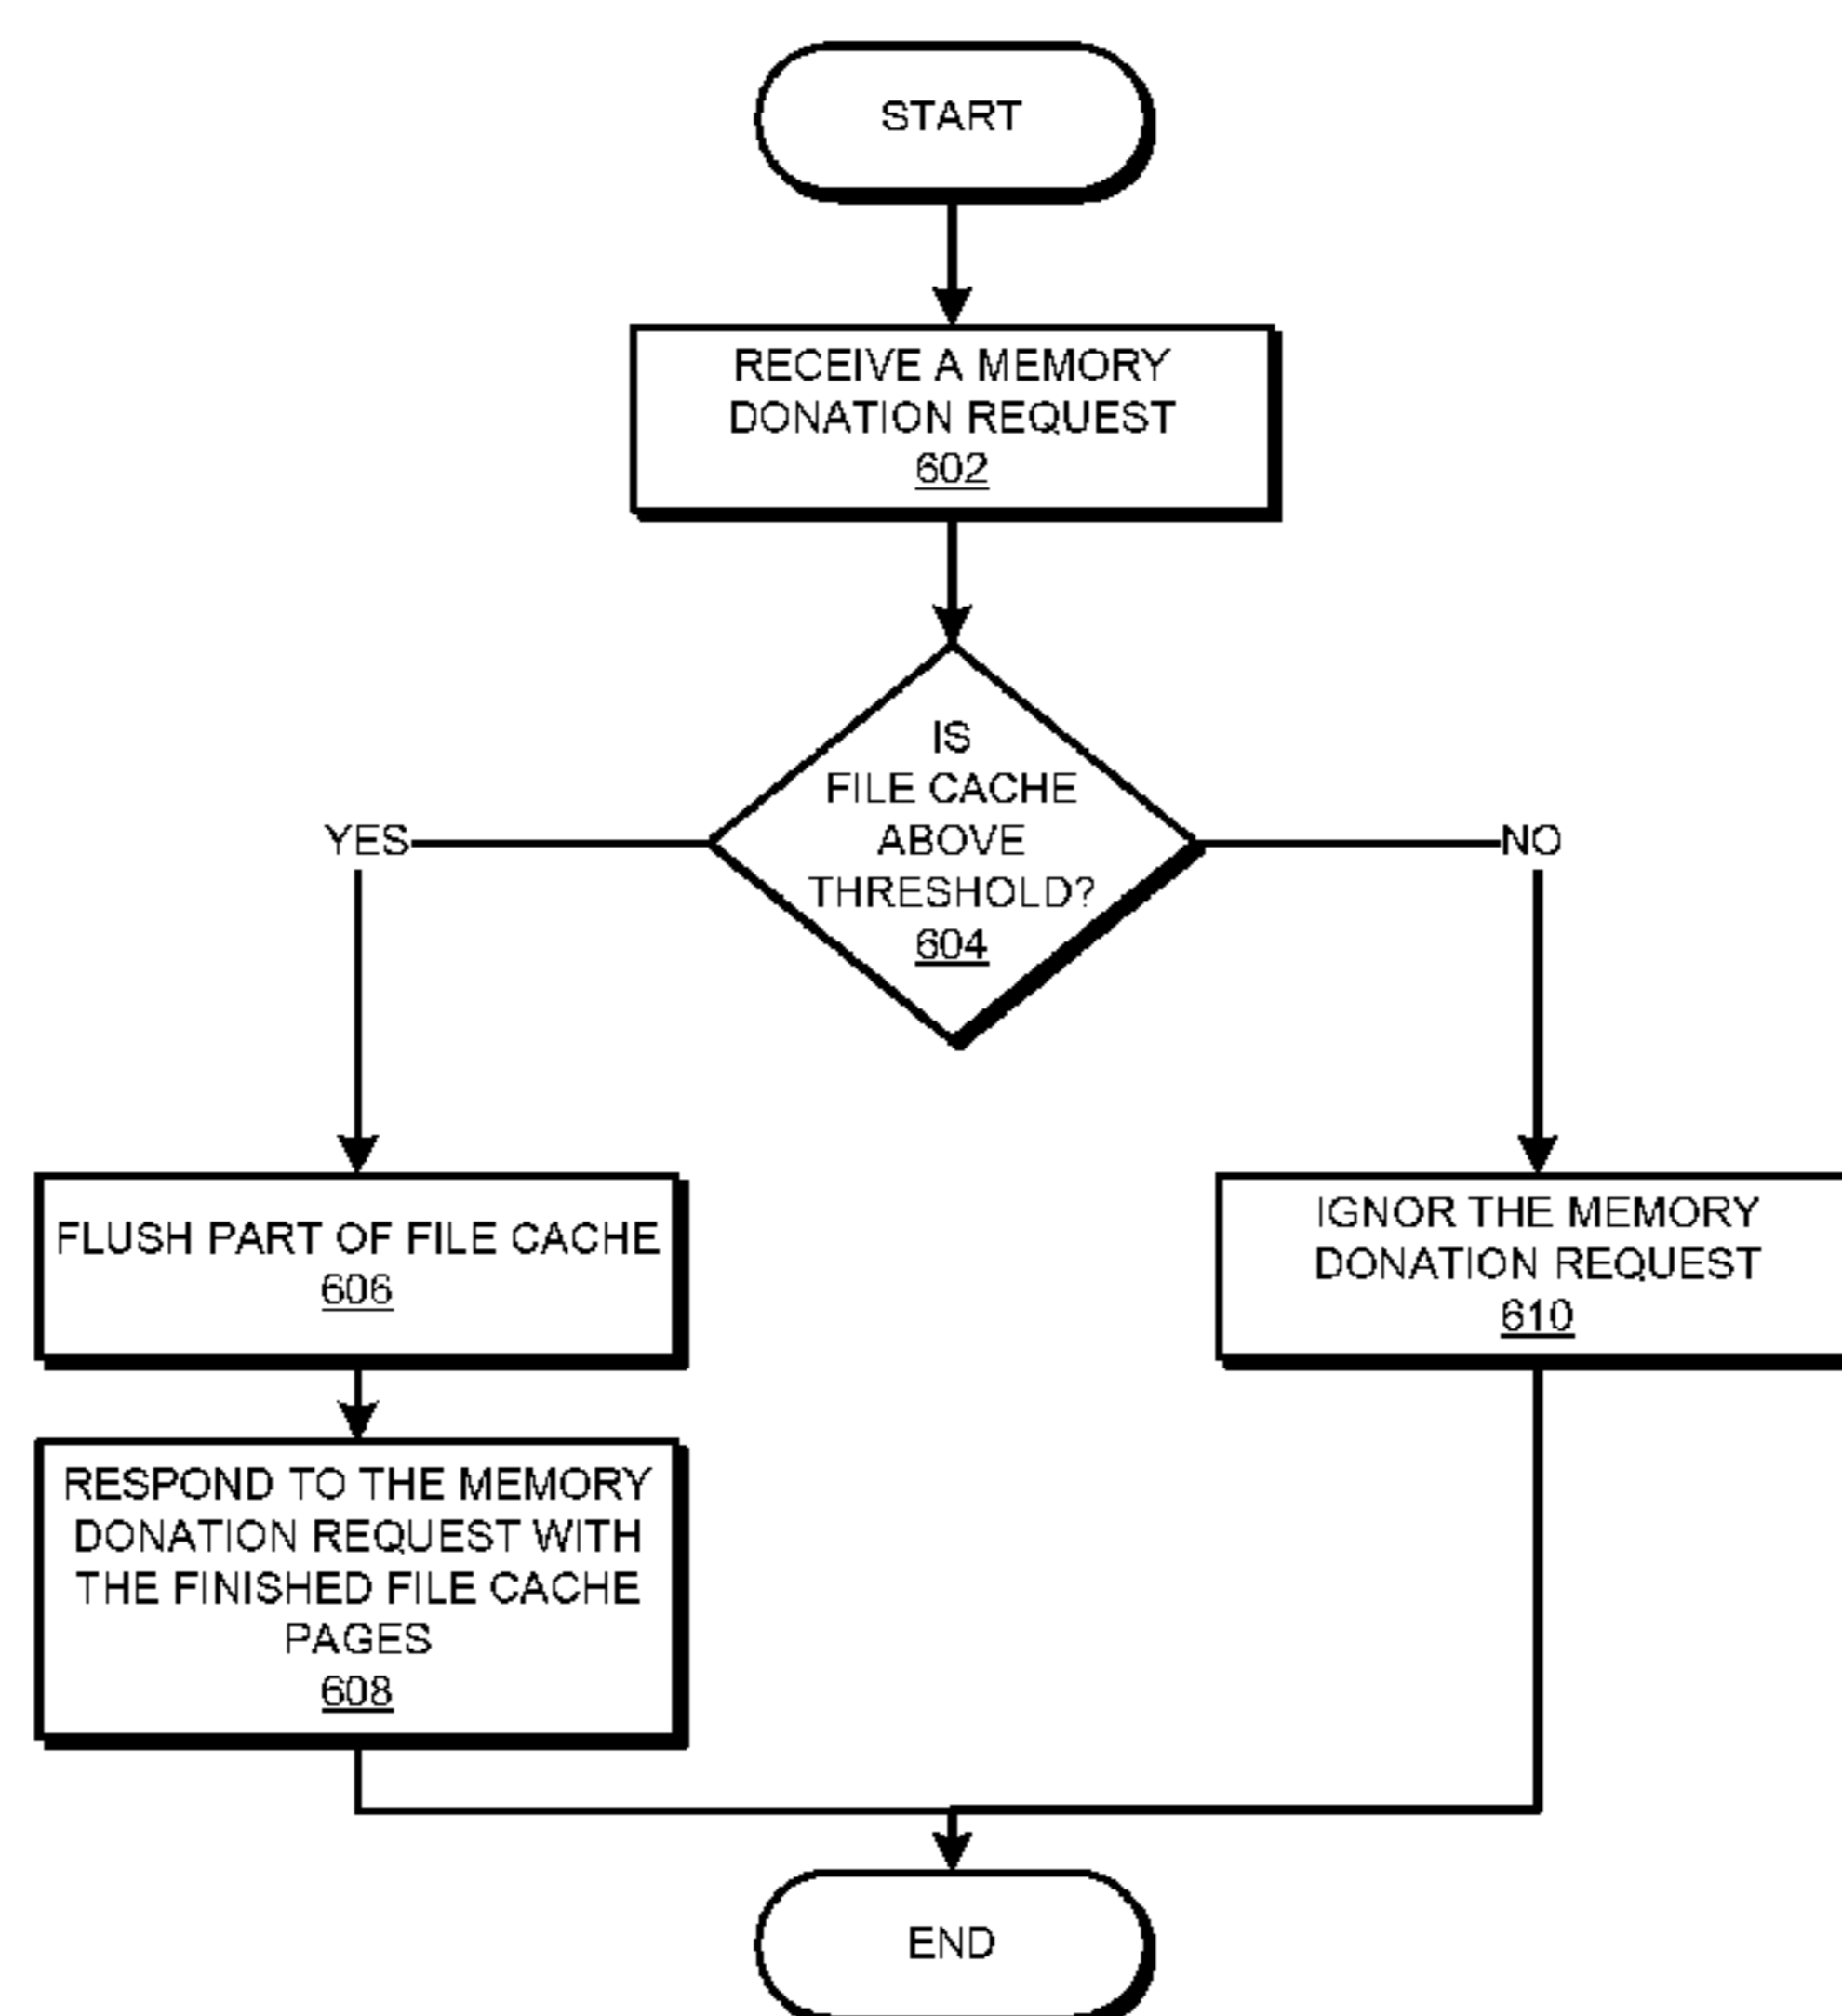 START
RECEIVE A MEMORY
DONATION REQUEST
602
IS
FILE CACHE
ABOVE
THRESHOLD?
604
YES
NO
FLUSH PART OF FILE CACHE
606
IGNOR THE MEMORY
DONATION REQUEST
610
RESPOND TO THE MEMORY
DONATION REQUEST WITH
THE FINISHED FILE CACHE
PAGES
608
END